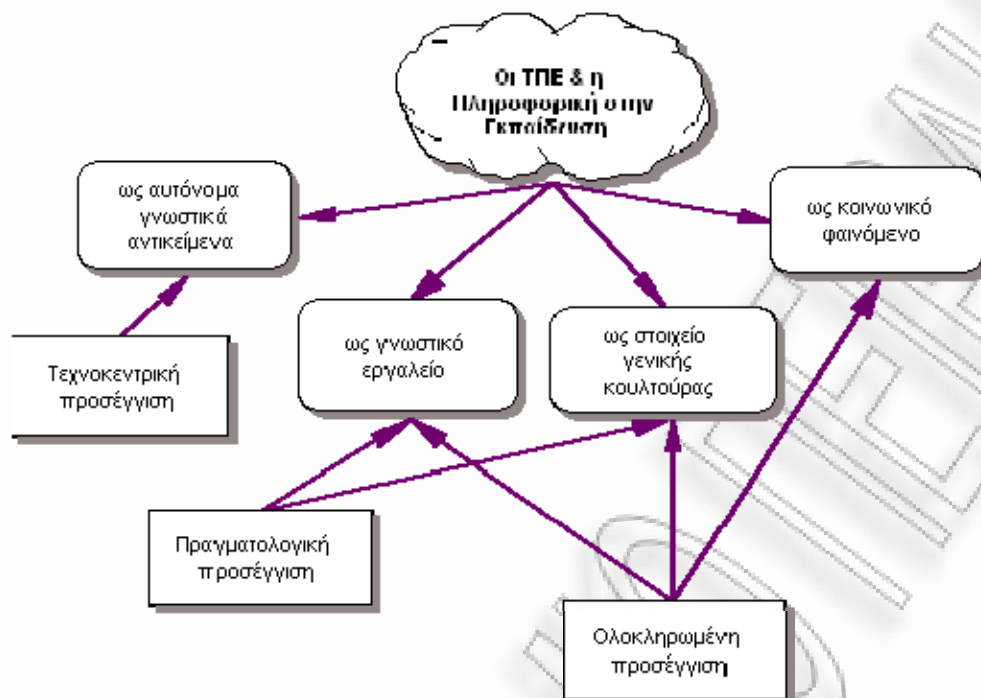 Οι ΤΠΕ & η
Πληροφορική στην
Εκπαίδευση
ως αυτόνομα
γνωστικά
αντικείμενα
ως κοινωνικό
φαινόμενο
ως γνωστικό
εργαλείο
ως στοιχείο
γενικής
κουλτούρας
Τεχνοκεντρική
προσέγγιση
Πραγματολογική
προσέγγιση
Ολοκληρωμένη
προσέγγιση